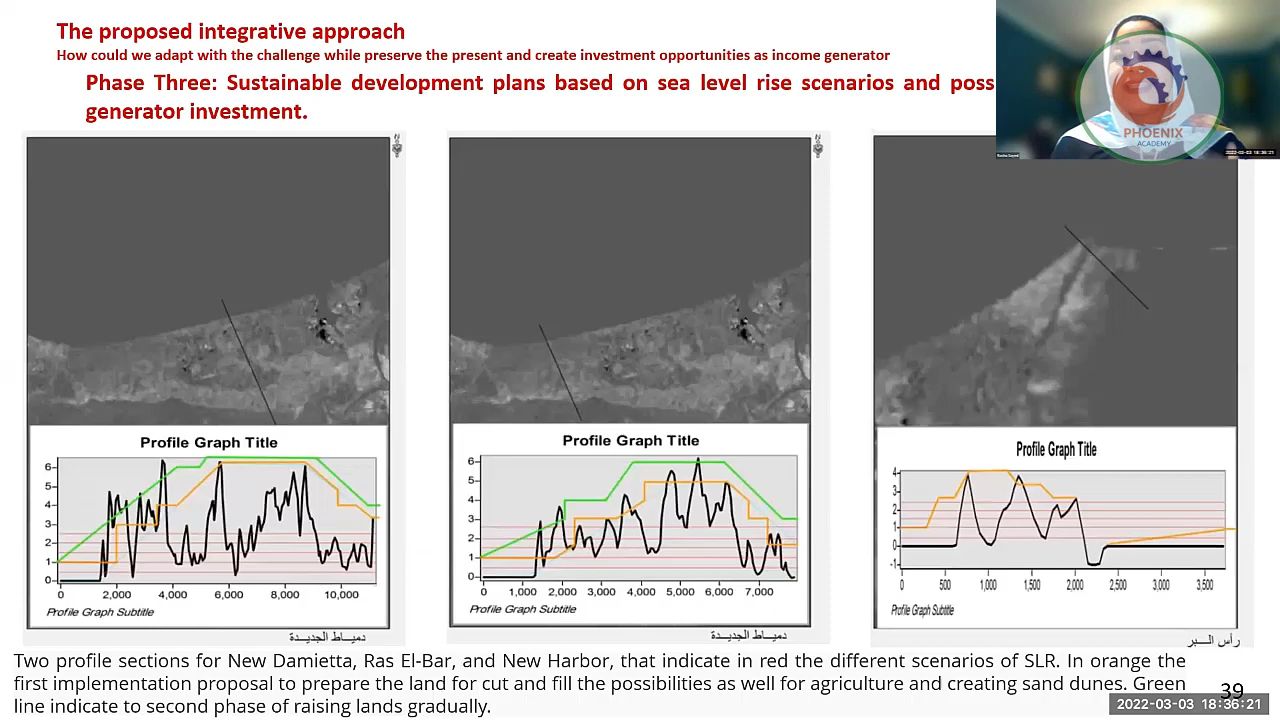 The proposed integrative approach
How could we adapt with the challenge while preserve the present and create investment opportunities as income generator
Phase Three: Sustainable development plans based on sea level rise scenarios and poss
generator investment.
PHOENIX
ACADEMY
2022-03-03 18:36:21
Profile Graph Title
6
5
4
3
2
1
0
0 2,000 4,000 6,000 8,000 10,000
Profile Graph Subtitle
دمياط الجديدة
Profile Graph Title
6
5
4
3
2
1
0
0 1,000 2,000 3,000 4,000 5,000 6,000 7,000
Profile Graph Subtitle
دمياط الجديدة
Profile Graph Title
4
3
2
1
0
-1
0 500 1,000 1,500 2,000 2,500 3,000 3,500
Profile Graph Subtitle
رأس البر
Two profile sections for New Damietta, Ras El-Bar, and New Harbor, that indicate in red the different scenarios of SLR. In orange the
first implementation proposal to prepare the land for cut and fill the possibilities as well for agriculture and creating sand dunes. Green
line indicate to second phase of raising lands gradually.
39
2022-03-03 18:36:21